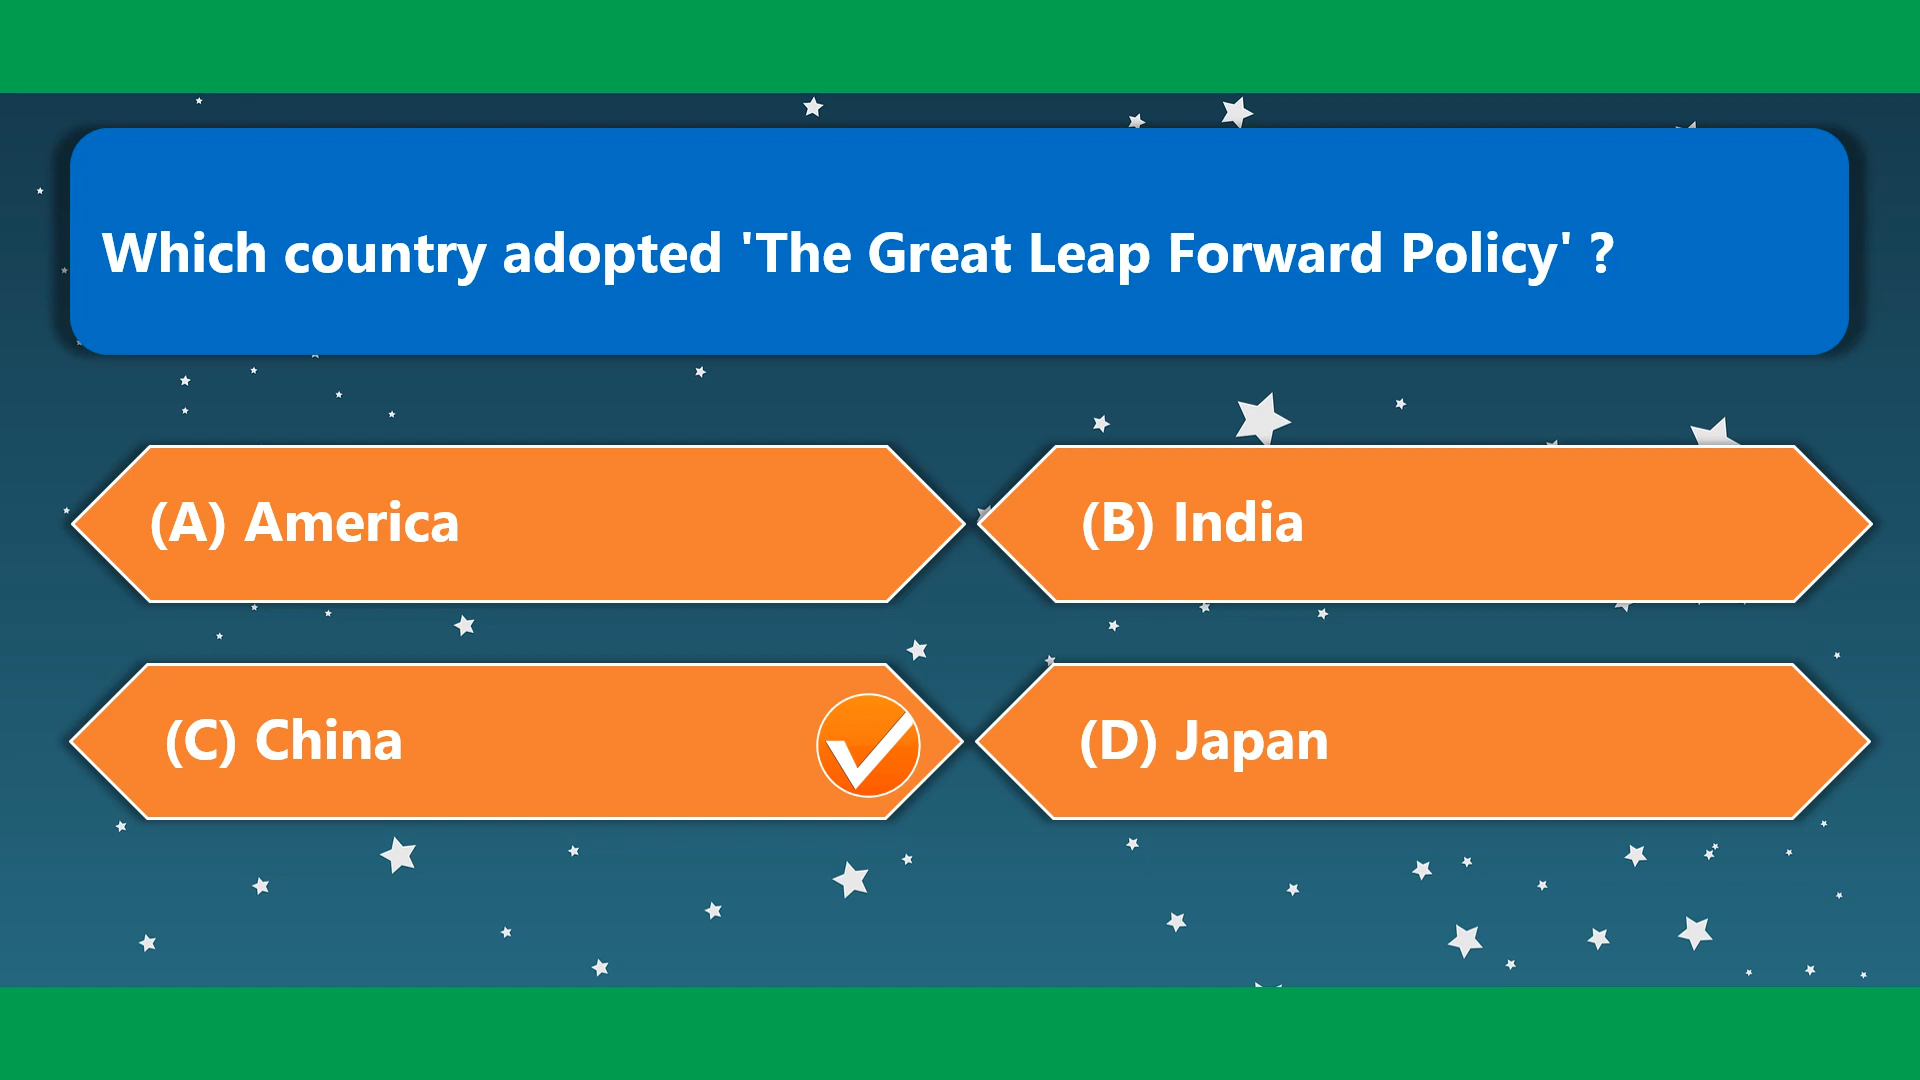 Which country adopted 'The Great Leap Forward Policy' ?
(A) America
(B) India
(C) China
(D) Japan